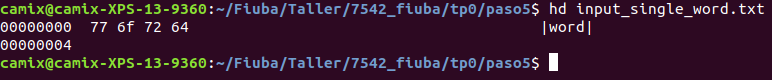 camix@camix-XPS-13-9360:~/Fiuba/Taller/7542_fiuba/tp0/paso5$ hd input_single_word.txt
00000000  77 6f 72 64                                       |word|
00000004
camix@camix-XPS-13-9360:~/Fiuba/Taller/7542_fiuba/tp0/paso5$